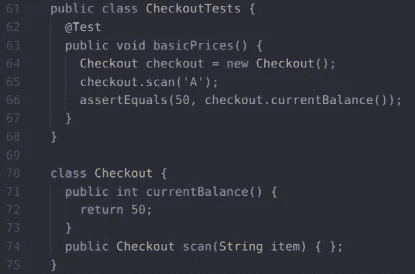 61 public class CheckoutTests {
62 @Test
63 public void basicPrices() {
64 Checkout checkout = new Checkout();
65 checkout.scan('A');
66 assertEquals(50, checkout.currentBalance());
67 }
68 }
69
70 class Checkout {
71 public int currentBalance() {
72 return 50;
73 }
74 public Checkout scan(String item) { };
75 }